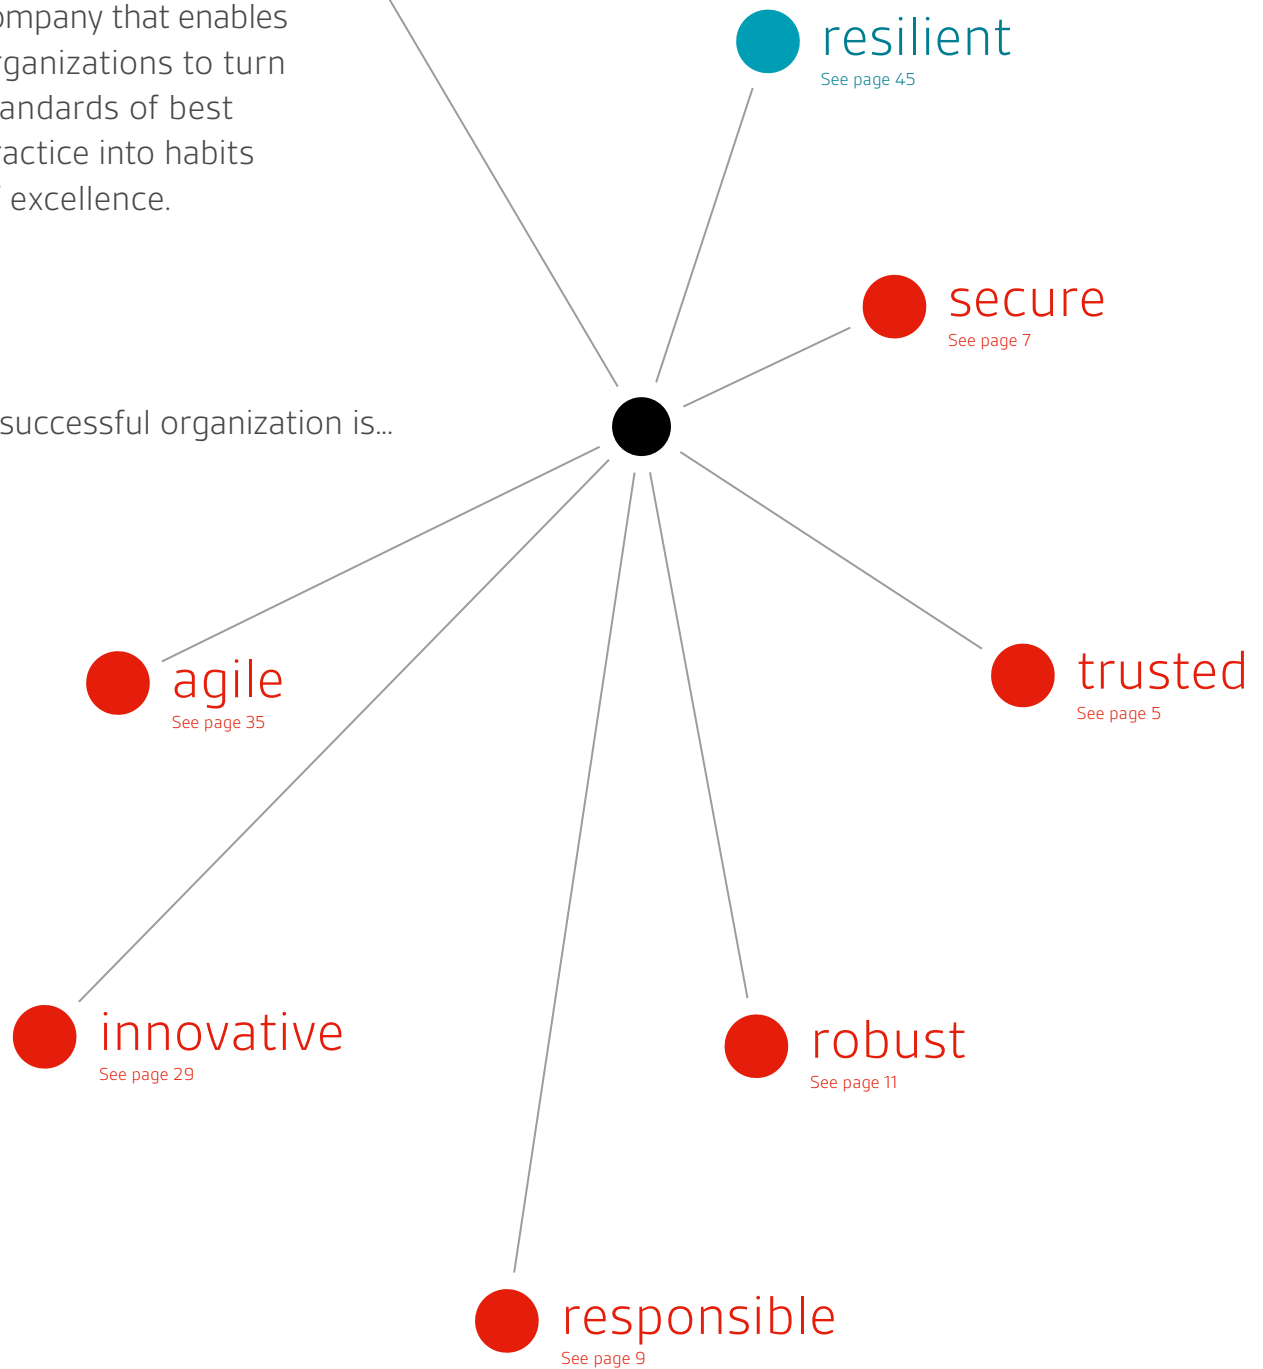 ompany that enables
rganizations to turn
andards of best
ractice into habits
excellence.
successful organization is...
resilient
See page 45
secure
See page 7
agile
See page 35
trusted
See page 5
innovative
See page 29
robust
See page 11
responsible
See page 9